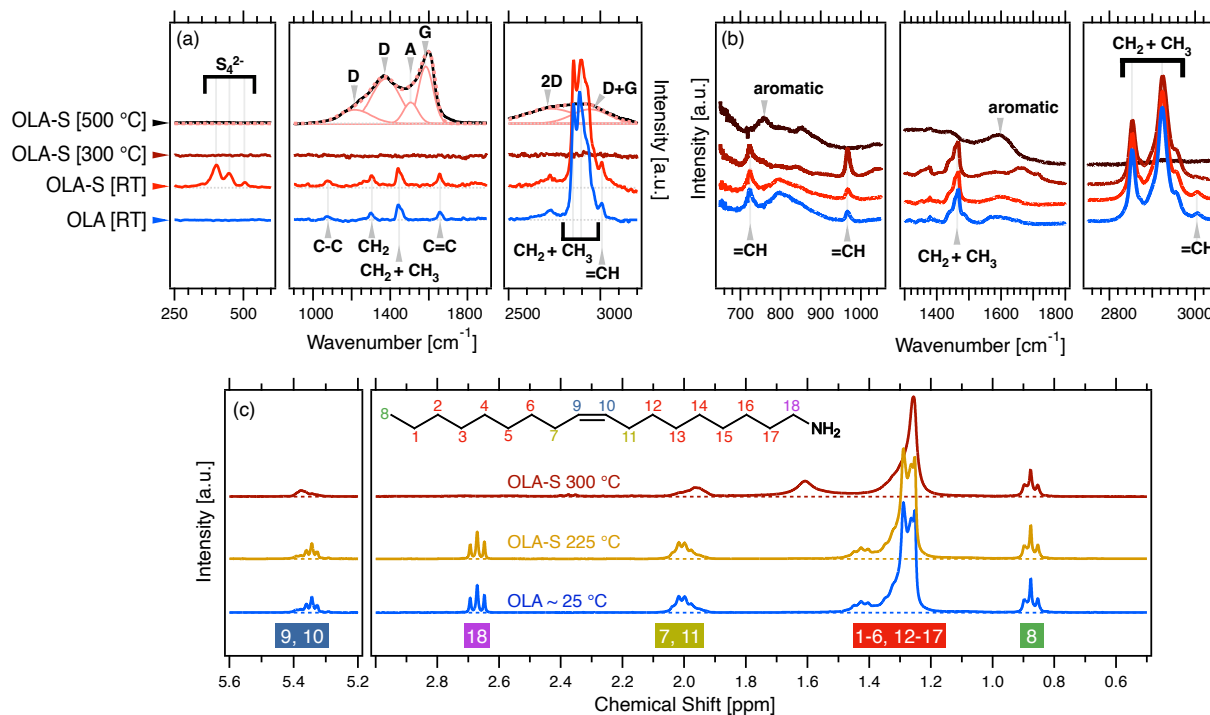 (a)
S₄²⁻
D
D
A
G
2D
D+G
OLA-S [500 °C]
OLA-S [300 °C]
OLA-S [RT]
OLA [RT]
C-C
CH₂
CH₂ + CH₃
C=C
CH₂ + CH₃
=CH
250
500
1000
1200
1400
1600
1800
2500
3000
Wavenumber [cm⁻¹]
Intensity [a.u.]
(b)
aromatic
aromatic
CH₂ + CH₃
=CH
=CH
CH₂ + CH₃
=CH
Intensity [a.u.]
700
800
900
1000
1400
1600
1800
2800
3000
Wavenumber [cm⁻¹]
(c)
8
2
4
6
9
10
12
14
16
18
1
3
5
7
11
13
15
17
NH₂
OLA-S 300 °C
OLA-S 225 °C
OLA ~ 25 °C
9, 10
18
7, 11
1-6, 12-17
8
5.6
5.4
5.2
2.8
2.6
2.4
2.2
2.0
1.8
1.6
1.4
1.2
1.0
0.8
0.6
Intensity [a.u.]
Chemical Shift [ppm]